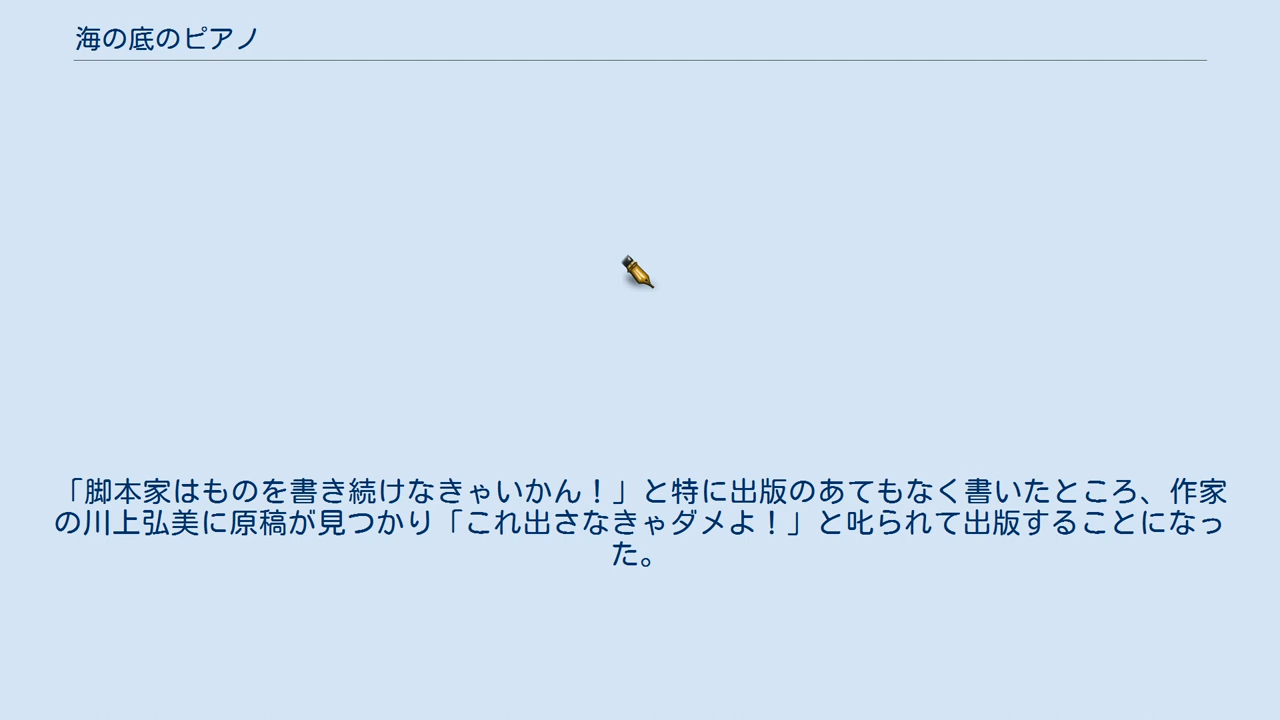 海の底のピアノ
「脚本家はものを書き続けなきゃいかん！」と特に出版のあてもなく書いたところ、作家
の川上弘美に原稿が見つかり「これ出さなきゃダメよ！」と叱られて出版することになっ
た。